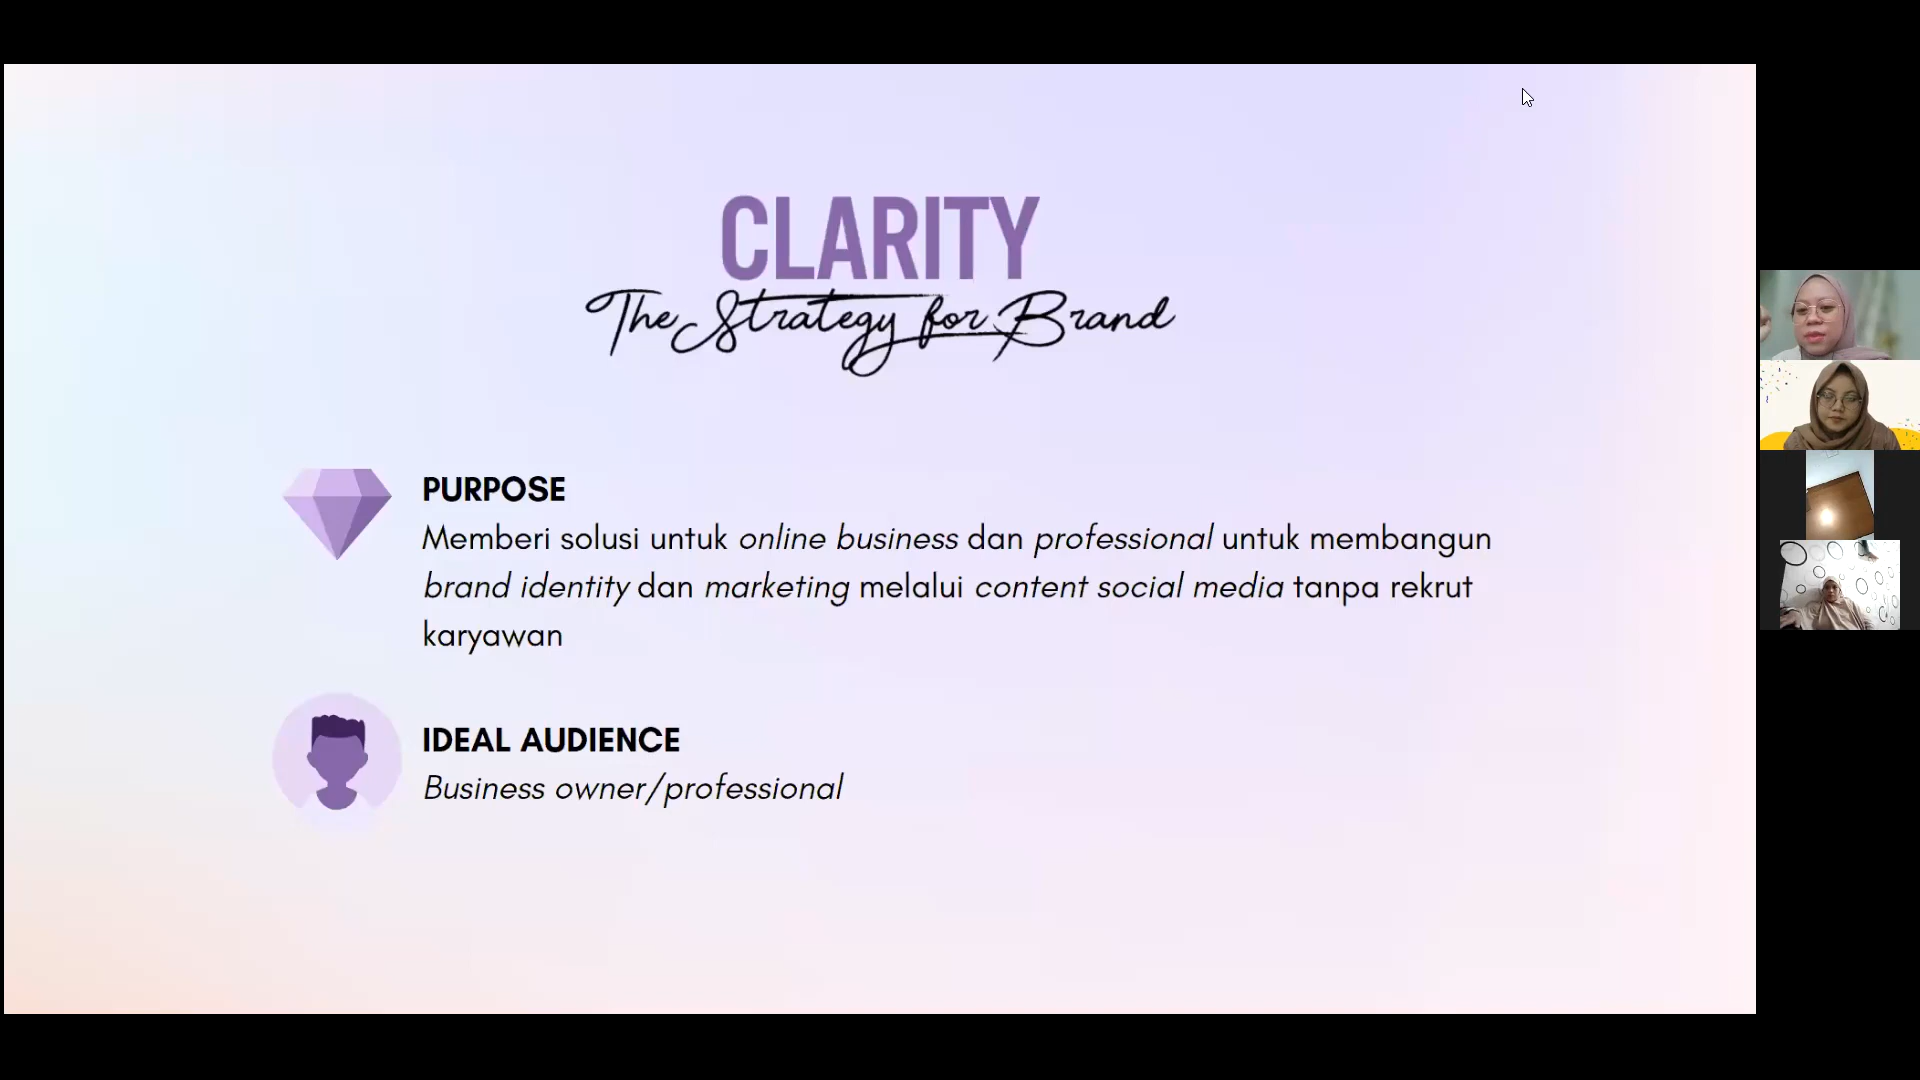 CLARITY
The Strategy for Brand
PURPOSE
Memberi solusi untuk online business dan professional untuk membangun
brand identity dan marketing melalui content social media tanpa rekrut
karyawan
IDEAL AUDIENCE
Business owner/professional